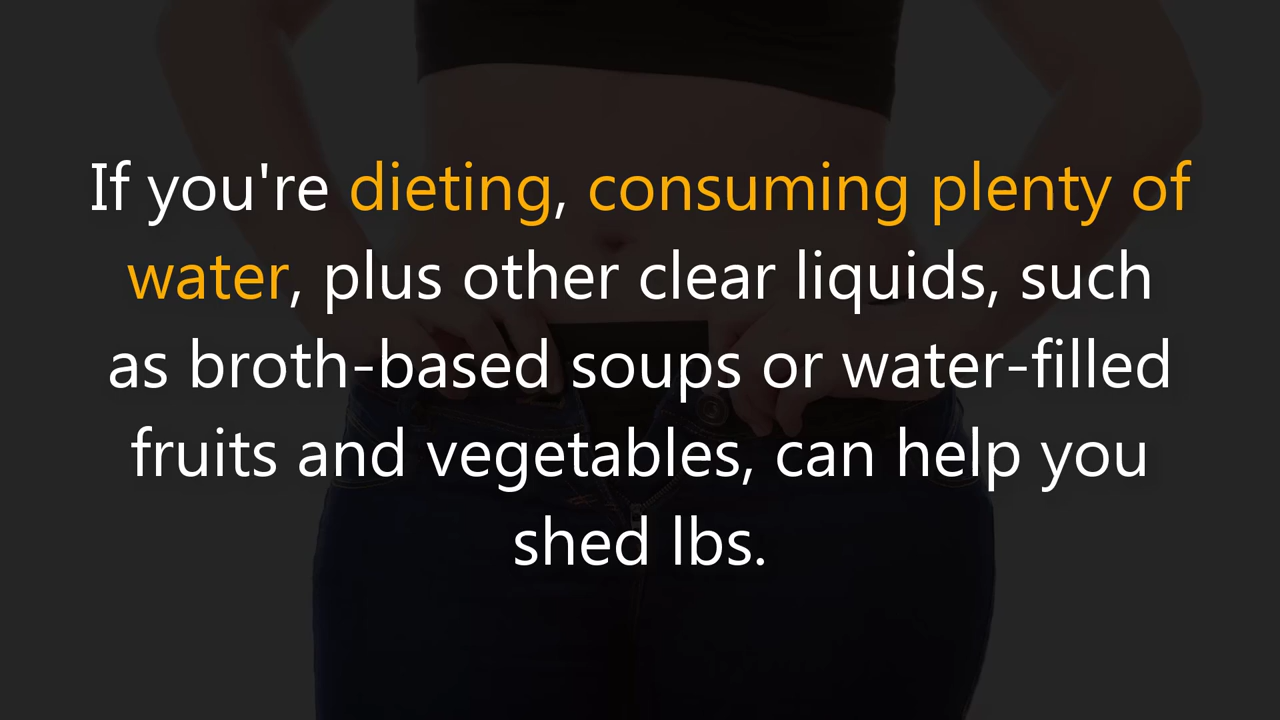 If you're dieting, consuming plenty of
water, plus other clear liquids, such
as broth-based soups or water-filled
fruits and vegetables, can help you
shed lbs.